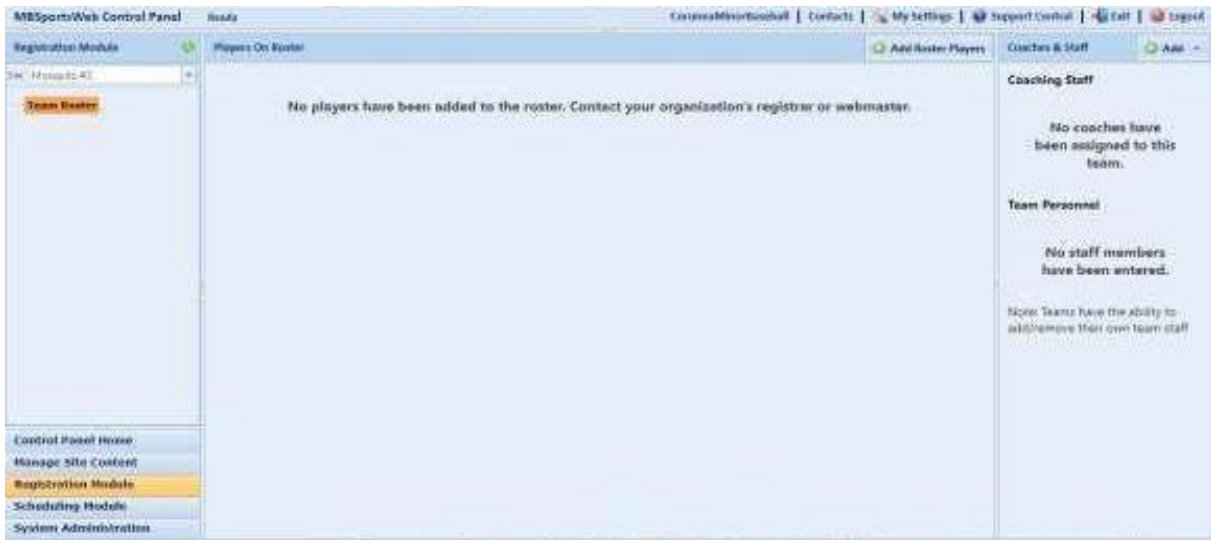 MBSportsWeb Control Panel
Ready
CorunnaMinorBaseball | Contacts | My Settings | Support Central | Exit | Logout
Registration Module
Players On Roster
Add Roster Players
Coaches & Staff
Add
Team Roster
No players have been added to the roster. Contact your organization's registrar or webmaster.
Coaching Staff
No coaches have
been assigned to this
team.
Team Personnel
No staff members
have been entered.
Note: Teams have the ability to
add/remove their own team staff
Control Panel Home
Manage Site Content
Registration Module
Scheduling Module
System Administration